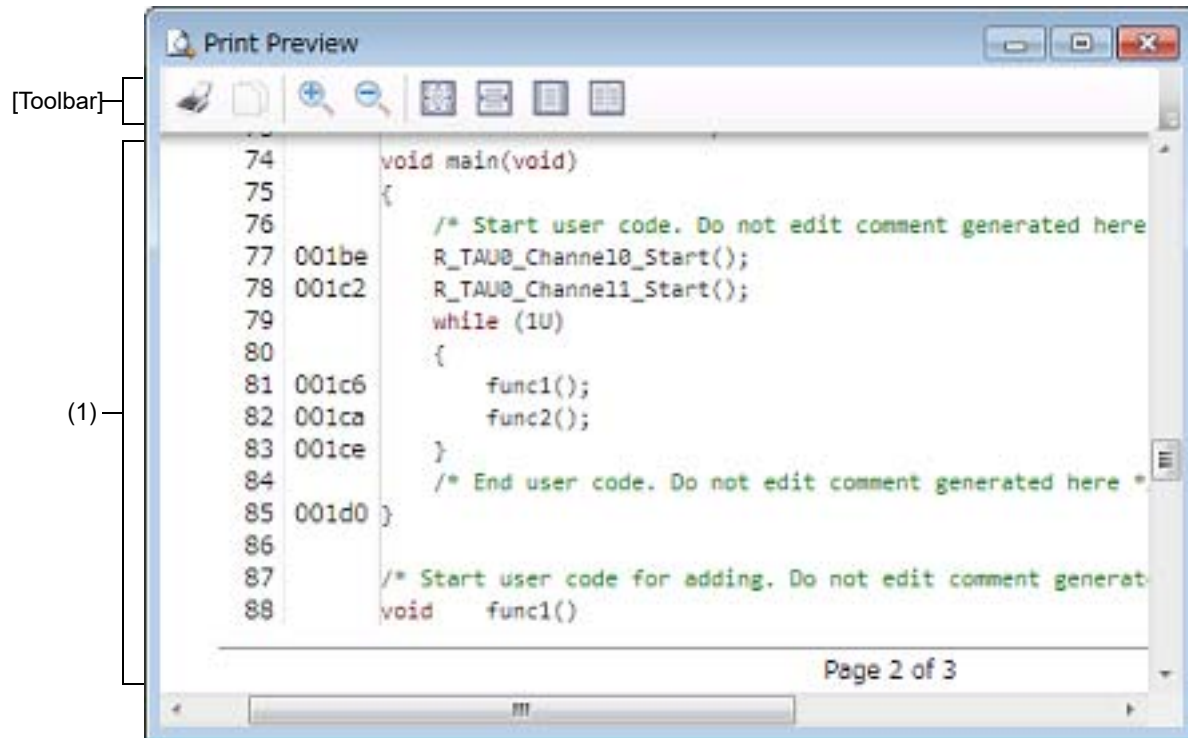 Print Preview
[Toolbar]
74 void main(void)
75 {
76 /* Start user code. Do not edit comment generated here
77 001be R_TAU0_Channel0_Start();
78 001c2 R_TAU0_Channel1_Start();
79 while (1U)
80 {
81 001c6 func1();
(1)
82 001ca func2();
83 001ce }
84 /* End user code. Do not edit comment generated here *
85 001d0 }
86
87 /* Start user code for adding. Do not edit comment generat
88 void func1()
Page 2 of 3